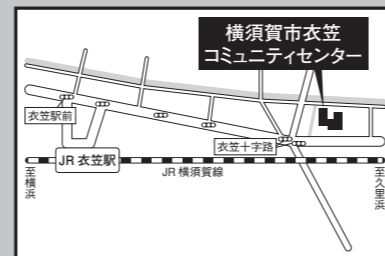 横須賀市衣笠
コミュニティセンター
衣笠駅前
衣笠十字路
JR 衣笠駅
JR 横須賀線
至横浜
至久里浜